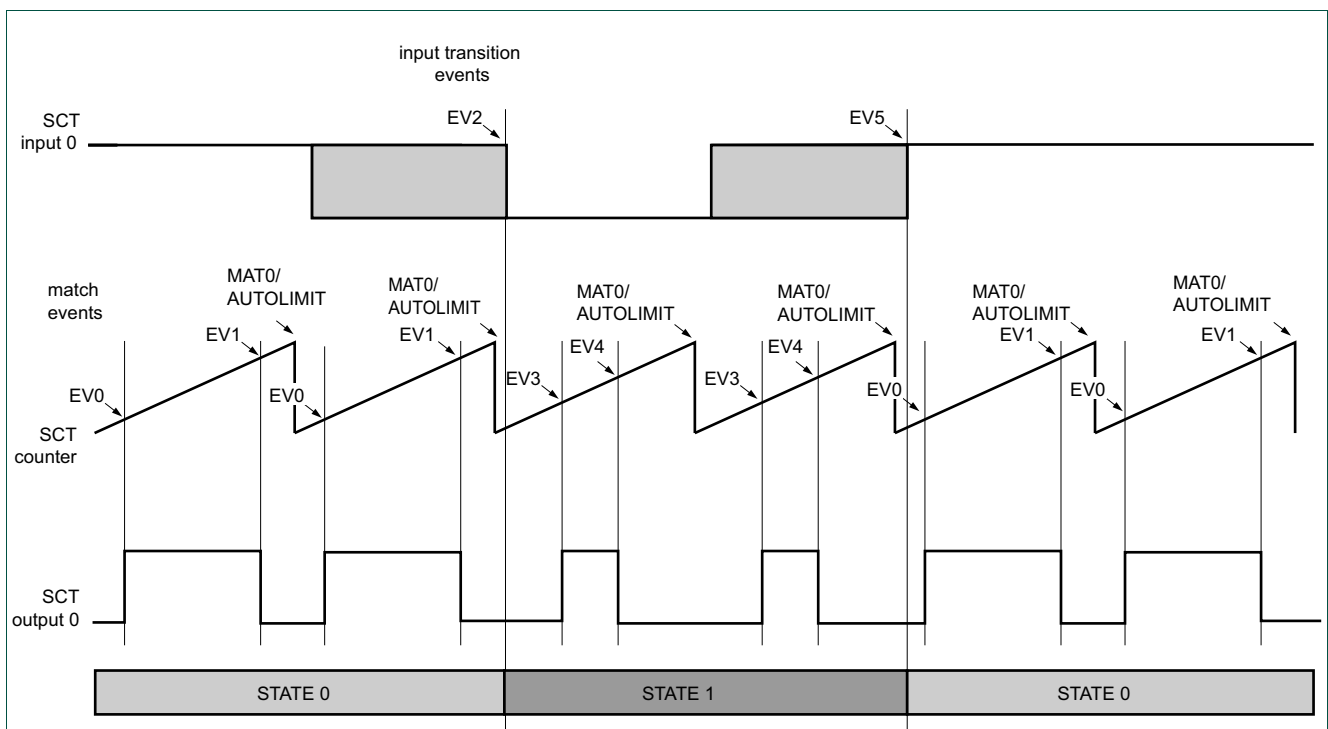 input transition
events
SCT
input 0
EV2
EV5
match
events
MAT0/
AUTOLIMIT
MAT0/
AUTOLIMIT
MAT0/
AUTOLIMIT
MAT0/
AUTOLIMIT
MAT0/
AUTOLIMIT
MAT0/
AUTOLIMIT
EV1
EV1
EV4
EV4
EV1
EV1
EV0
EV0
EV3
EV3
EV0
EV0
SCT
counter
SCT
output 0
STATE 0
STATE 1
STATE 0